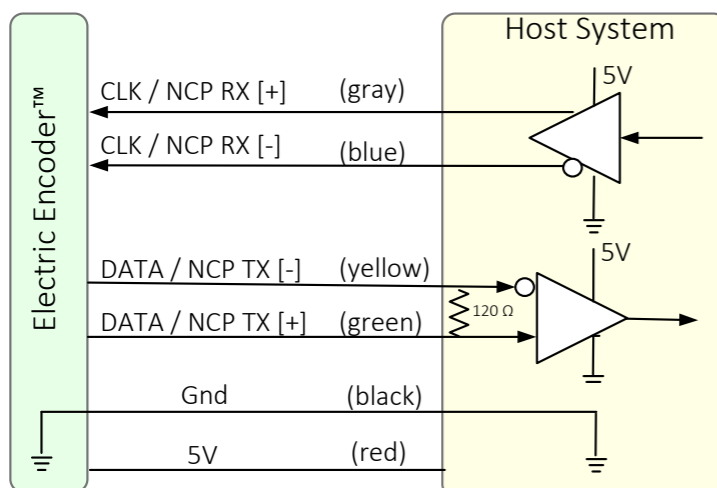 Host System
5V
CLK / NCP RX [+] (gray)
CLK / NCP RX [-] (blue)
Electric Encoder™
5V
DATA / NCP TX [-] (yellow)
120 Ω
DATA / NCP TX [+] (green)
Gnd (black)
5V (red)